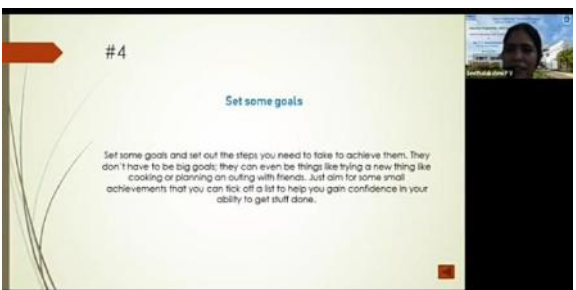 #4
Set some goals
Set some goals and set out the steps you need to take to achieve them. They
don't have to be big goals; they can even be things like trying a new thing like
cooking or planning an outing with friends. Just aim for some small
achievements that you can tick off a list to help you gain confidence in your
ability to get stuff done.